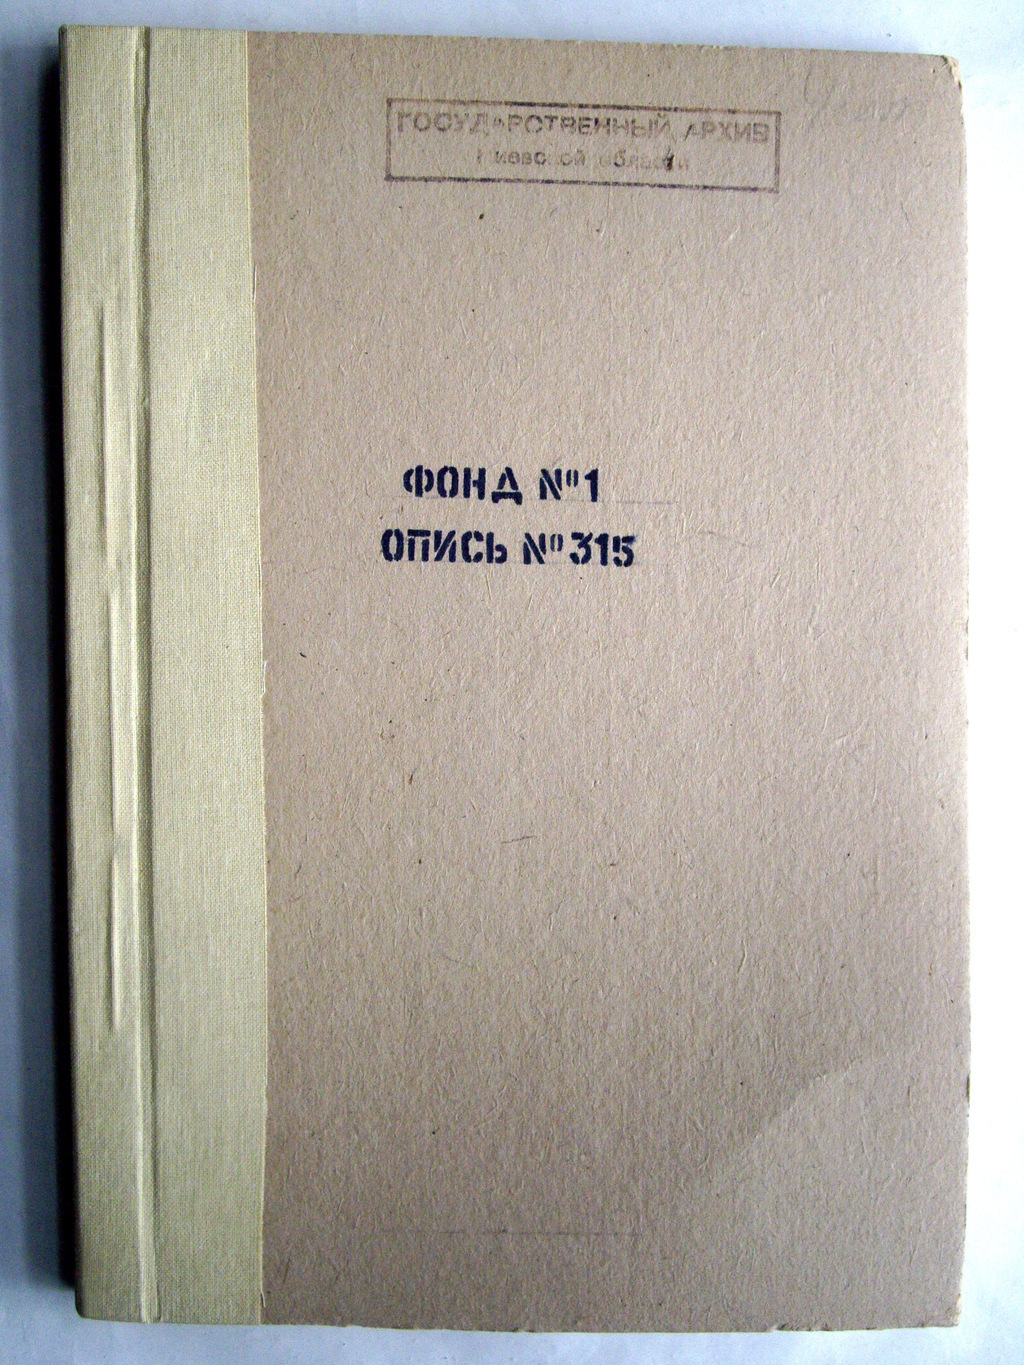 ГОСУДАРСТВЕННЫЙ АРХИВ
Киевской области
ФОНД №1
ОПИСЬ №315